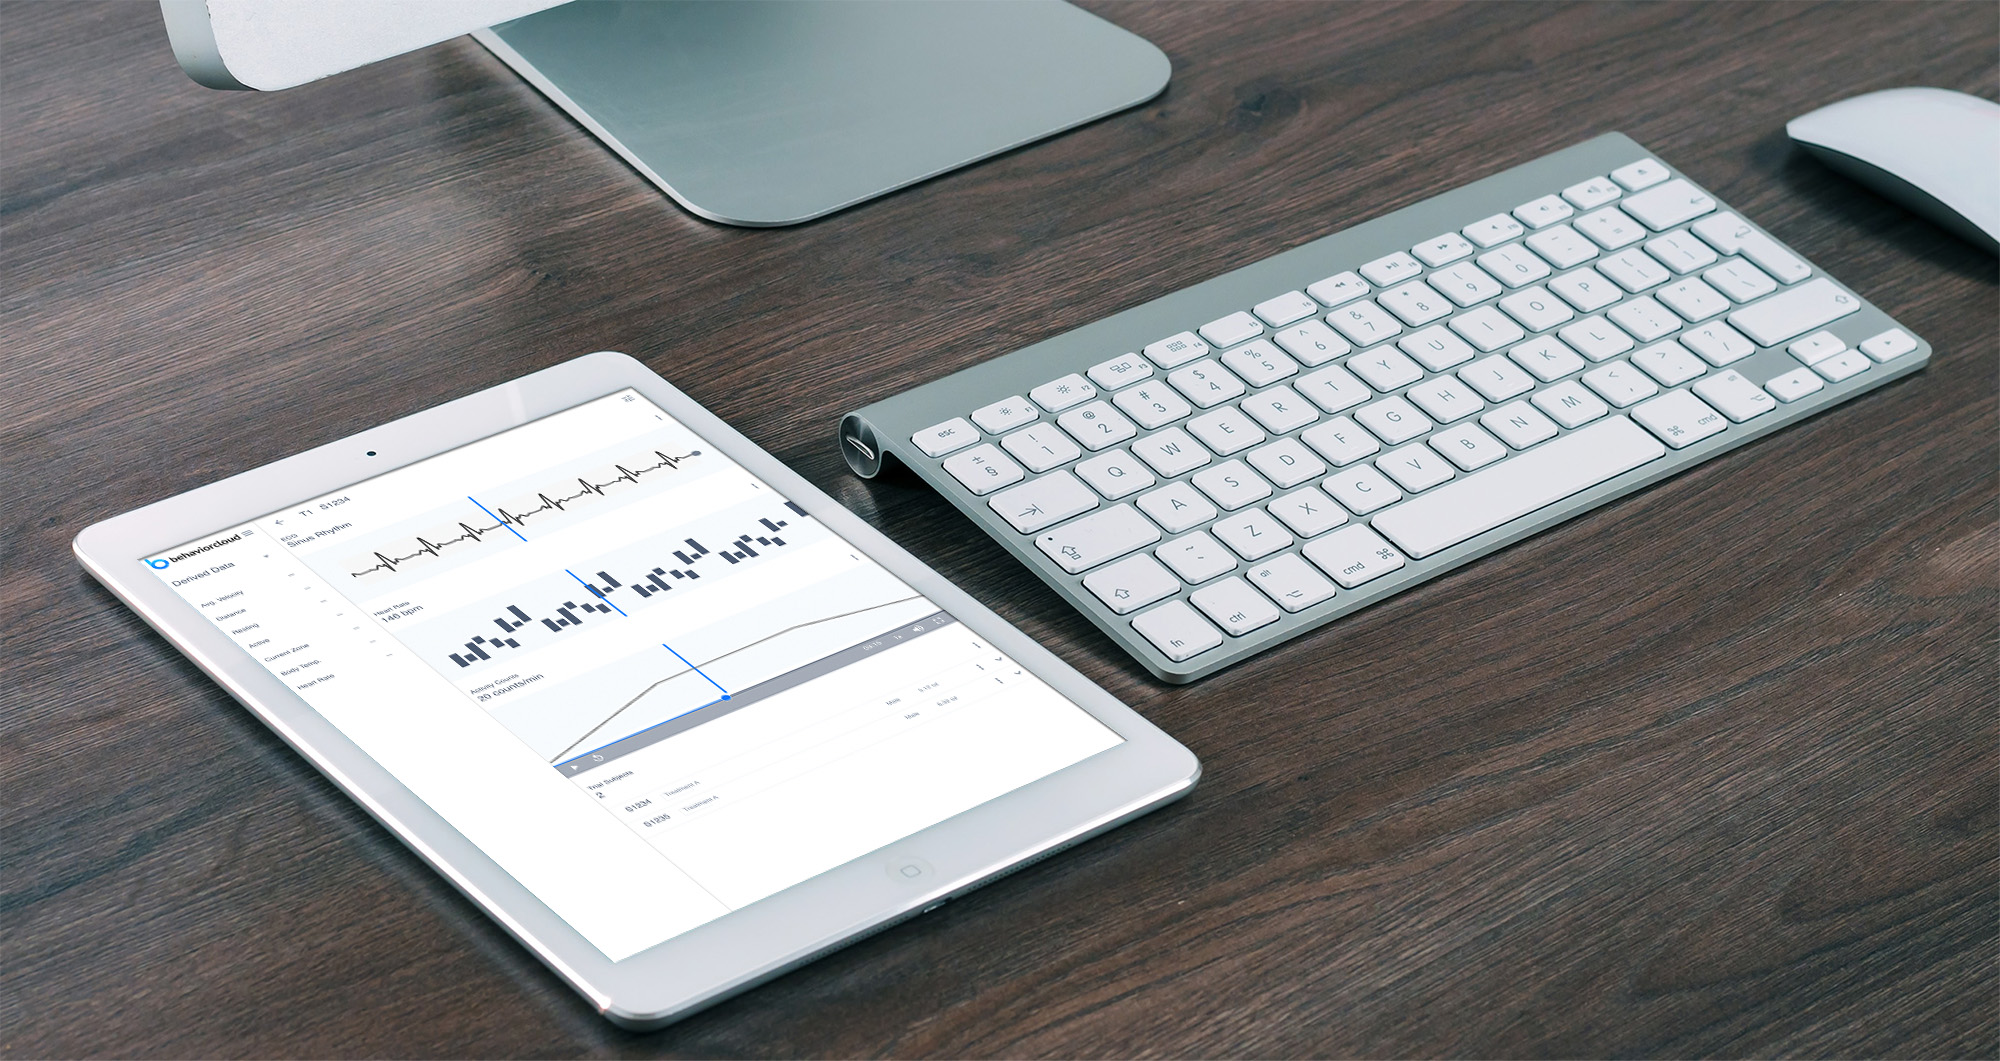 behaviorcloud
Derived Data
Avg. Velocity
Distance
Resting
Active
Current Zone
Body Temp.
Heart Rate
T1 S1234
ECG
Sinus Rhythm
Heart Rate
146 bpm
Activity Counts
20 counts/min
09:15 1x
Trial Subjects
2
S1234 Treatment A Male
S1235 Treatment A Male
esc F1 F2 F3 F4 F5 F6 F7 F8 F9 F10 F11 F12
± § ! 1 @ 2 # 3 $ 4 % 5 ^ 6 & 7 * 8 ( 9 ) 0 _ - + =
Q W E R T Y U I O P { [ } ]
A S D F G H J K L : ; " ' | \
~ ` Z X C V B N M < , > . ? /
fn ctrl alt ⌥ cmd ⌘ ⌘ cmd alt ⌥